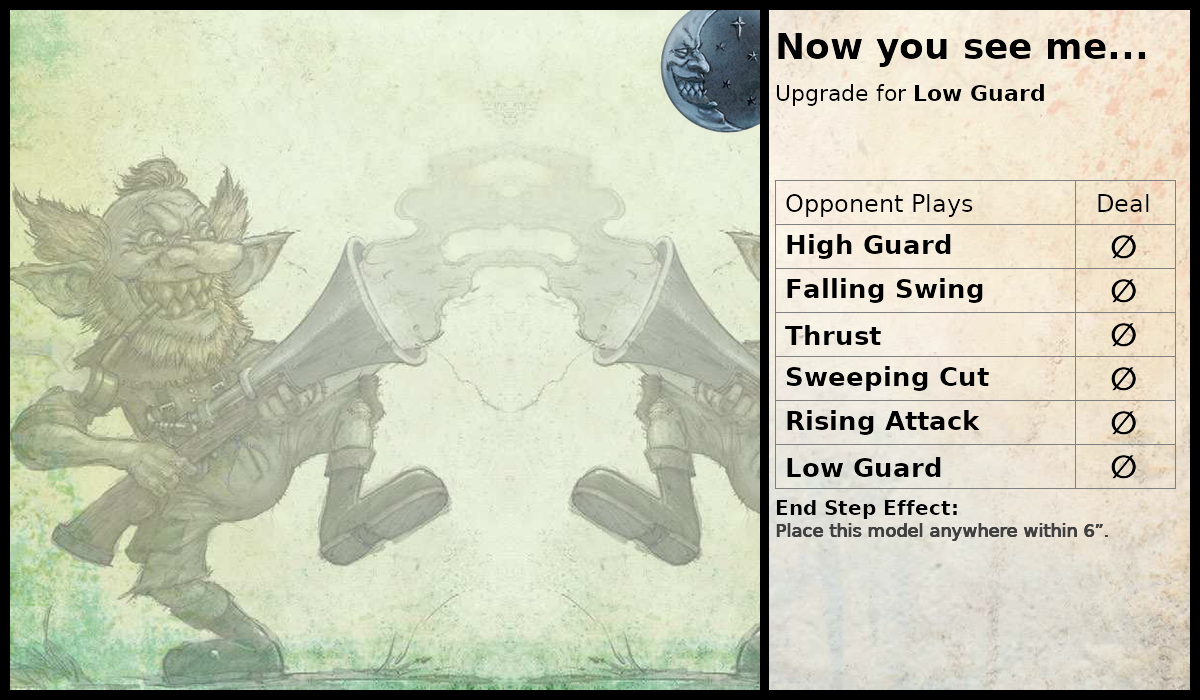 Now you see me...
Upgrade for Low Guard
Opponent Plays Deal
High Guard ∅
Falling Swing ∅
Thrust ∅
Sweeping Cut ∅
Rising Attack ∅
Low Guard ∅
End Step Effect:
Place this model anywhere within 6”.